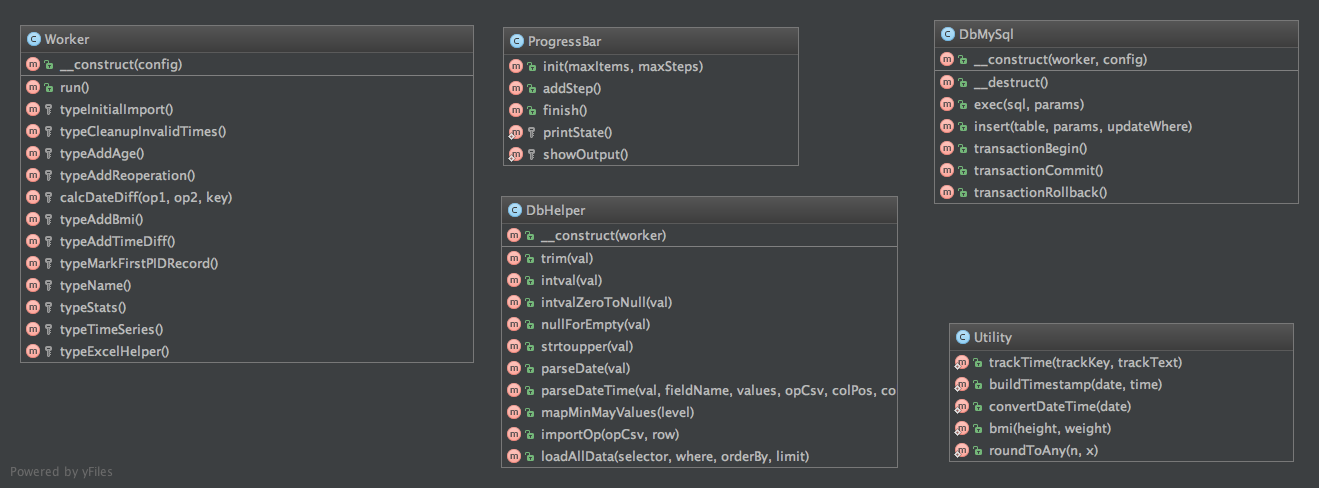 Worker
__construct(config)
run()
typeInitialImport()
typeCleanupInvalidTimes()
typeAddAge()
typeAddReoperation()
calcDateDiff(op1, op2, key)
typeAddBmi()
typeAddTimeDiff()
typeMarkFirstPIDRecord()
typeName()
typeStats()
typeTimeSeries()
typeExcelHelper()
ProgressBar
init(maxItems, maxSteps)
addStep()
finish()
printState()
showOutput()
DbHelper
__construct(worker)
trim(val)
intval(val)
intvalZeroToNull(val)
nullForEmpty(val)
strtoupper(val)
parseDate(val)
parseDateTime(val, fieldName, values, opCsv, colPos, co
mapMinMayValues(level)
importOp(opCsv, row)
loadAllData(selector, where, orderBy, limit)
DbMySql
__construct(worker, config)
__destruct()
exec(sql, params)
insert(table, params, updateWhere)
transactionBegin()
transactionCommit()
transactionRollback()
Utility
trackTime(trackKey, trackText)
buildTimestamp(date, time)
convertDateTime(date)
bmi(height, weight)
roundToAny(n, x)
Powered by yFiles